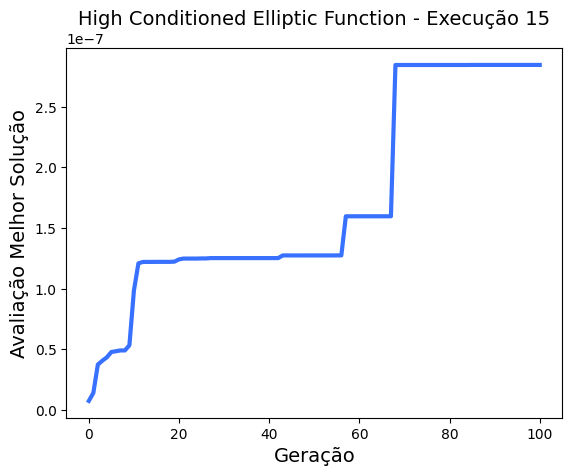 High Conditioned Elliptic Function - Execução 15
1e−7
2.5
2.0
1.5
1.0
0.5
0.0
Avaliação Melhor Solução
0 20 40 60 80 100
Geração